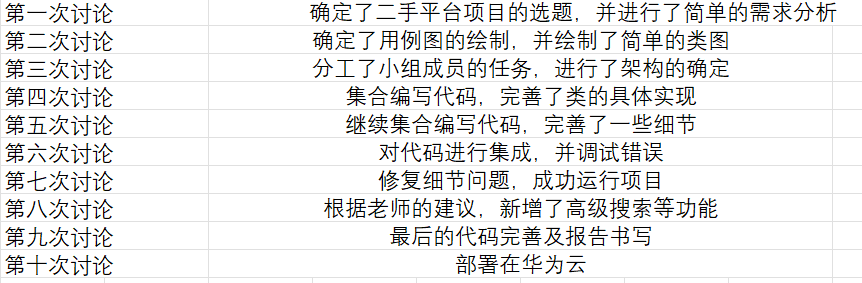 第一次讨论 确定了二手平台项目的选题，并进行了简单的需求分析
第二次讨论 确定了用例图的绘制，并绘制了简单的类图
第三次讨论 分工了小组成员的任务，进行了架构的确定
第四次讨论 集合编写代码，完善了类的具体实现
第五次讨论 继续集合编写代码，完善了一些细节
第六次讨论 对代码进行集成，并调试错误
第七次讨论 修复细节问题，成功运行项目
第八次讨论 根据老师的建议，新增了高级搜索等功能
第九次讨论 最后的代码完善及报告书写
第十次讨论 部署在华为云